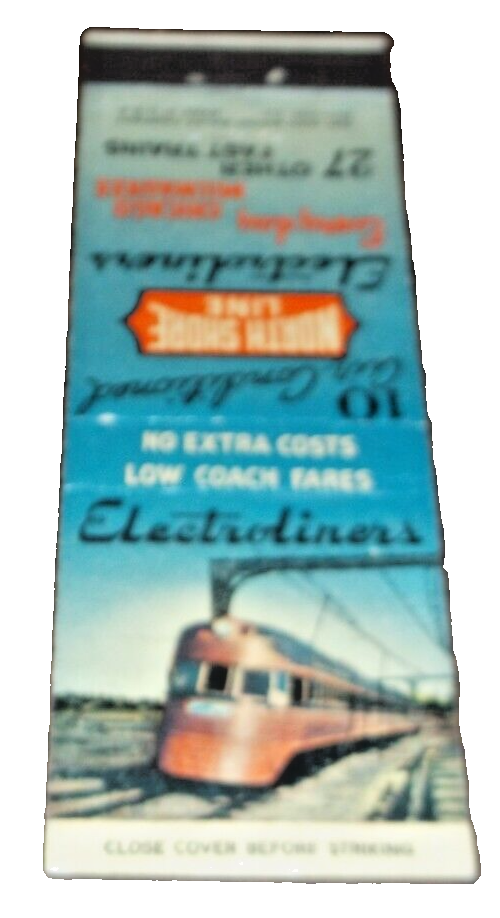 10 Air Conditioned
NORTH SHORE
LINE
Electroliners
Every day CHICAGO
MILWAUKEE
27 OTHER
FAST TRAINS
NO EXTRA COSTS
LOW COACH FARES
Electroliners
CLOSE COVER BEFORE STRIKING